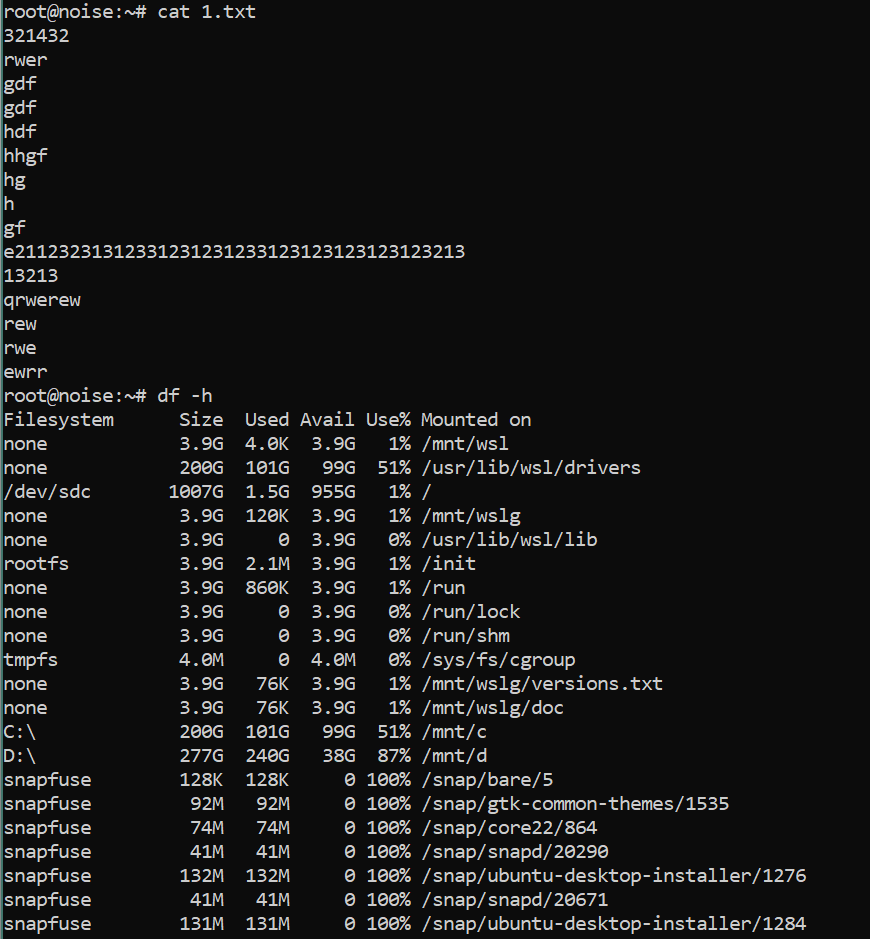 root@noise:~# cat 1.txt
321432
rwer
gdf
gdf
hdf
hhgf
hg
h
gf
e21123231312331231231233123123123123123213
13213
qrwerew
rew
rwe
ewrr
root@noise:~# df -h
Filesystem      Size  Used Avail Use% Mounted on
none            3.9G  4.0K  3.9G   1% /mnt/wsl
none            200G  101G   99G  51% /usr/lib/wsl/drivers
/dev/sdc       1007G  1.5G  955G   1% /
none            3.9G  120K  3.9G   1% /mnt/wslg
none            3.9G     0  3.9G   0% /usr/lib/wsl/lib
rootfs          3.9G  2.1M  3.9G   1% /init
none            3.9G  860K  3.9G   1% /run
none            3.9G     0  3.9G   0% /run/lock
none            3.9G     0  3.9G   0% /run/shm
tmpfs           4.0M     0  4.0M   0% /sys/fs/cgroup
none            3.9G   76K  3.9G   1% /mnt/wslg/versions.txt
none            3.9G   76K  3.9G   1% /mnt/wslg/doc
C:\             200G  101G   99G  51% /mnt/c
D:\             277G  240G   38G  87% /mnt/d
snapfuse        128K  128K     0 100% /snap/bare/5
snapfuse         92M   92M     0 100% /snap/gtk-common-themes/1535
snapfuse         74M   74M     0 100% /snap/core22/864
snapfuse         41M   41M     0 100% /snap/snapd/20290
snapfuse        132M  132M     0 100% /snap/ubuntu-desktop-installer/1276
snapfuse         41M   41M     0 100% /snap/snapd/20671
snapfuse        131M  131M     0 100% /snap/ubuntu-desktop-installer/1284